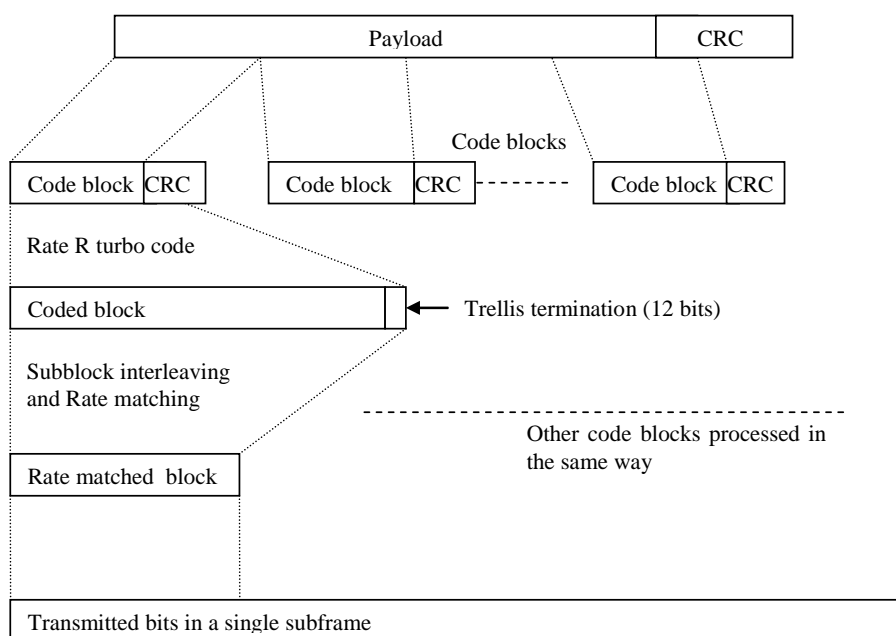 Payload CRC
Code blocks
Code block CRC Code block CRC Code block CRC
Rate R turbo code
Coded block
Trellis termination (12 bits)
Subblock interleaving
and Rate matching
Other code blocks processed in
the same way
Rate matched block
Transmitted bits in a single subframe